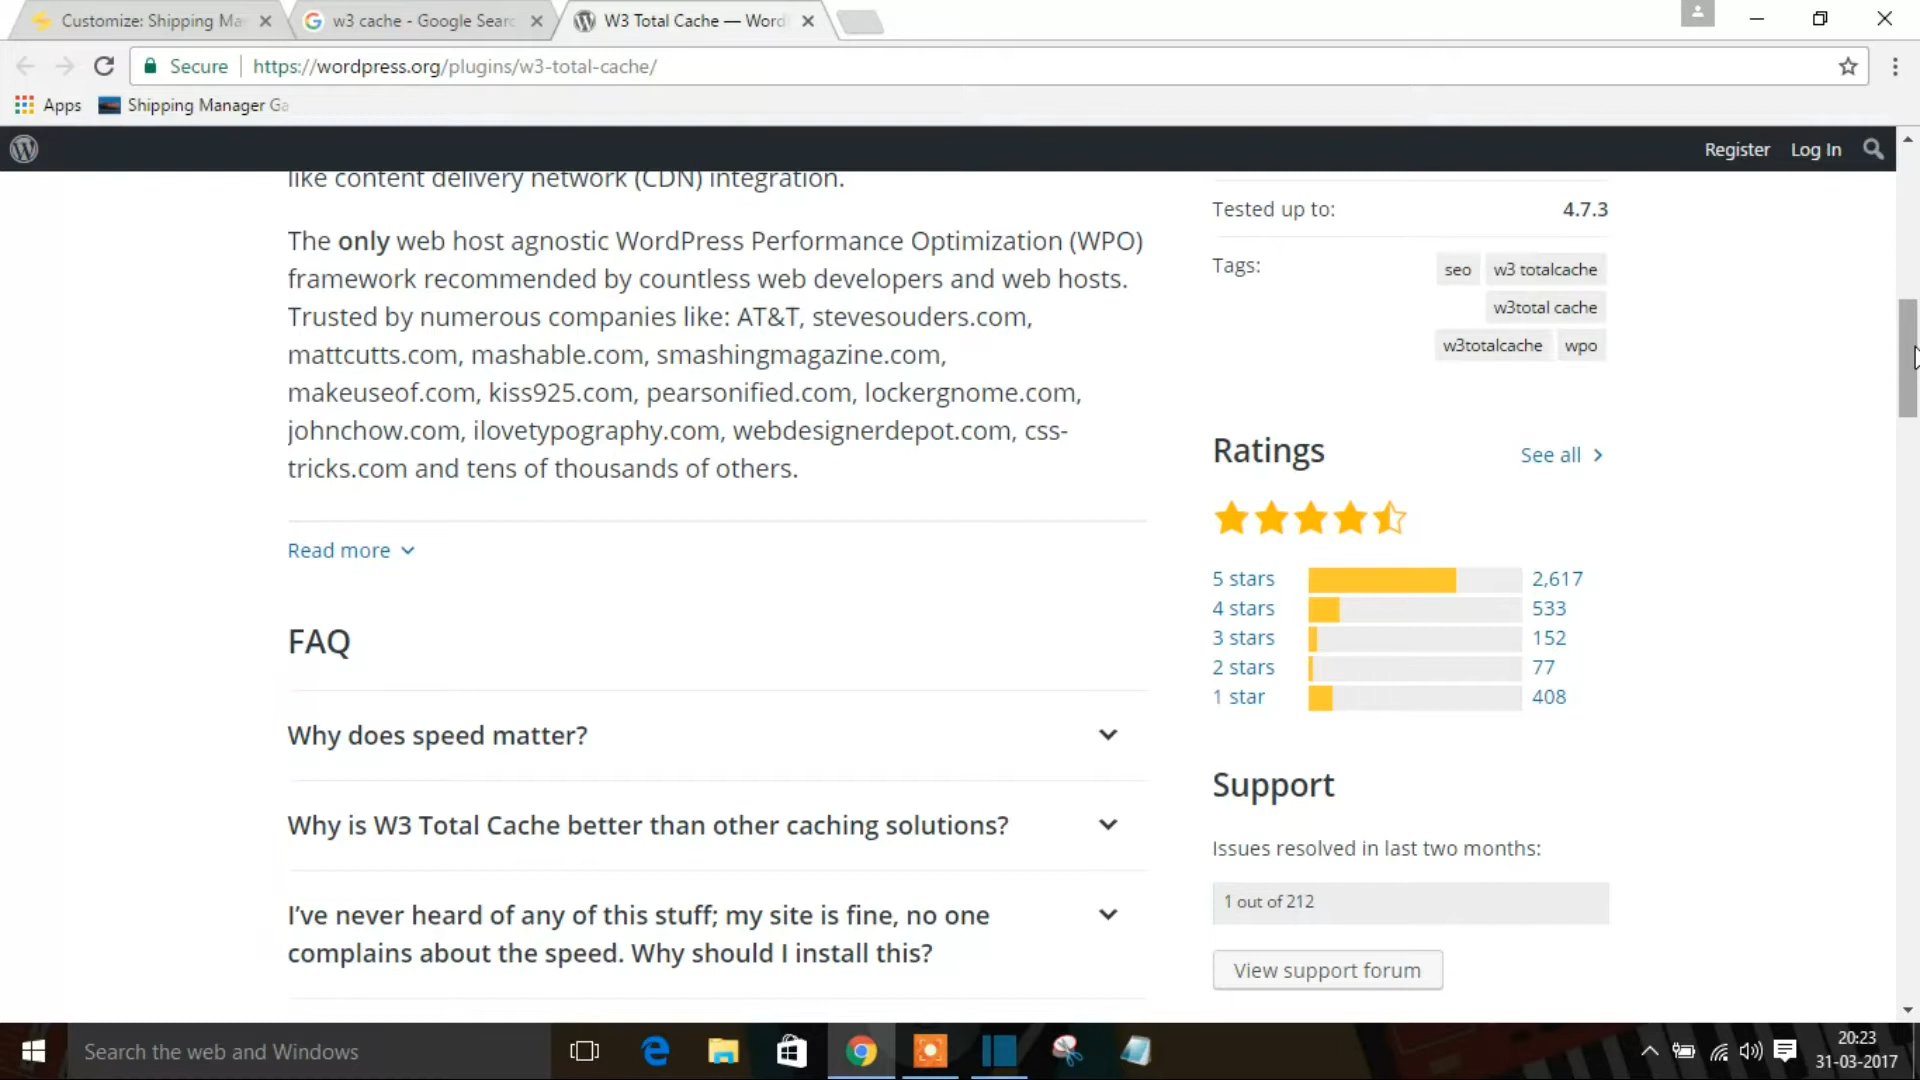 Customize: Shipping Ma
w3 cache - Google Sear
W3 Total Cache — Word
Secure
https://wordpress.org/plugins/w3-total-cache/
Apps
Shipping Manager Ga
Register
Log In
like content delivery network (CDN) integration.
The only web host agnostic WordPress Performance Optimization (WPO)
framework recommended by countless web developers and web hosts.
Trusted by numerous companies like: AT&T, stevesouders.com,
mattcutts.com, mashable.com, smashingmagazine.com,
makeuseof.com, kiss925.com, pearsonified.com, lockergnome.com,
johnchow.com, ilovetypography.com, webdesignerdepot.com, css-
tricks.com and tens of thousands of others.
Read more
FAQ
Why does speed matter?
Why is W3 Total Cache better than other caching solutions?
I've never heard of any of this stuff; my site is fine, no one
complains about the speed. Why should I install this?
Tested up to: 4.7.3
Tags: seo w3 totalcache
w3total cache
w3totalcache wpo
Ratings
See all
5 stars 2,617
4 stars 533
3 stars 152
2 stars 77
1 star 408
Support
Issues resolved in last two months:
1 out of 212
View support forum
Search the web and Windows
20:23
31-03-2017